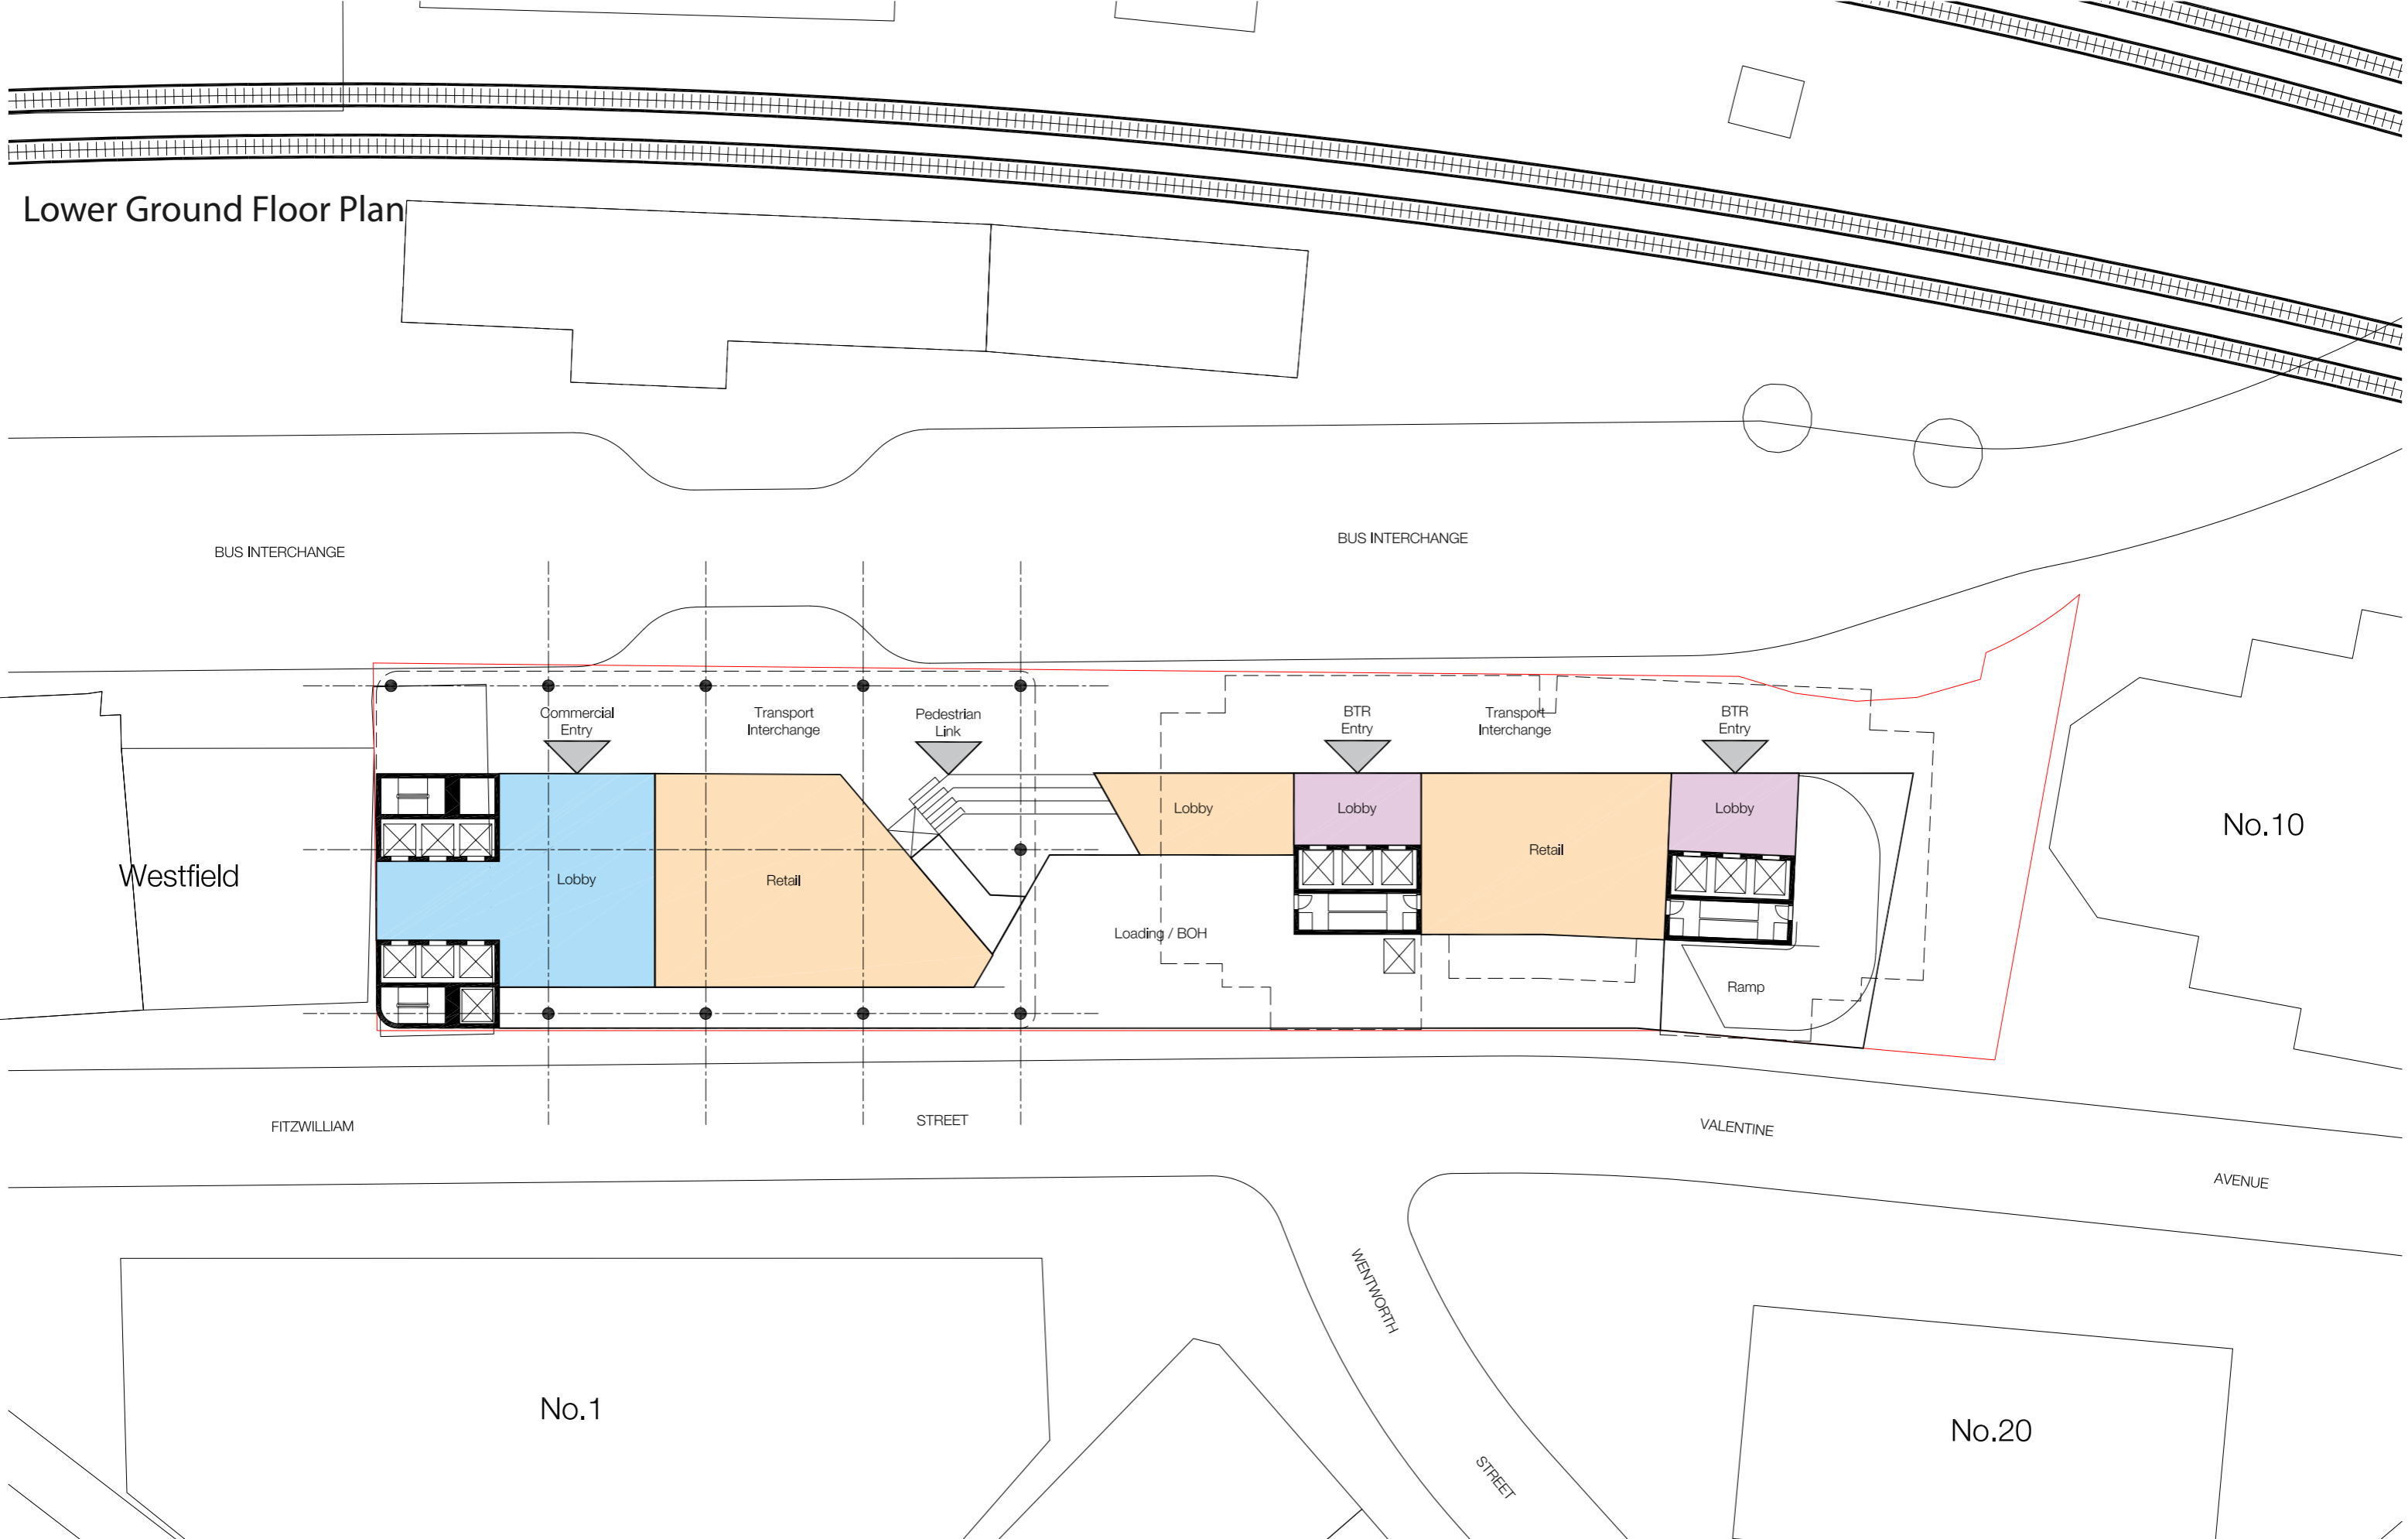 Lower Ground Floor Plan
BUS INTERCHANGE
BUS INTERCHANGE
Commercial
Entry
Transport
Interchange
Pedestrian
Link
BTR
Entry
Transport
Interchange
BTR
Entry
Lobby
Lobby
Lobby
Westfield
Lobby
Retail
Retail
No.10
Loading / BOH
Ramp
FITZWILLIAM
STREET
VALENTINE
AVENUE
WENTWORTH
STREET
No.1
No.20